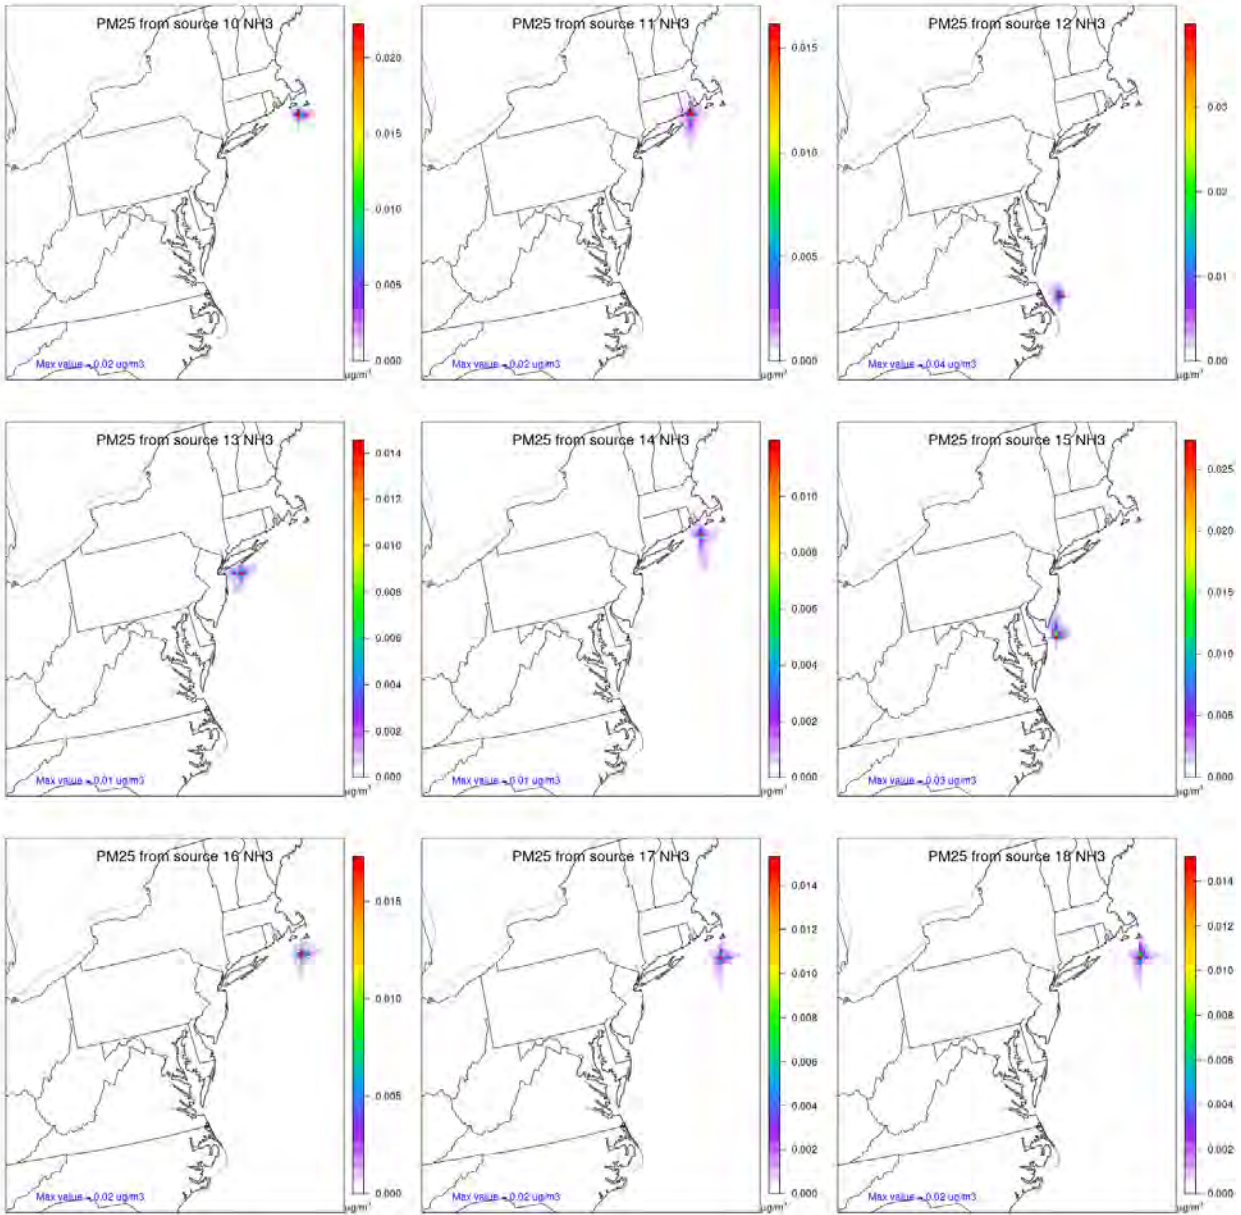 PM25 from source 10 NH3
0.020
0.015
0.010
0.005
0.000
µg/m³
Max value = 0.02 ug/m3
PM25 from source 11 NH3
0.015
0.010
0.005
0.000
µg/m³
Max value = 0.02 ug/m3
PM25 from source 12 NH3
0.03
0.02
0.01
0.00
µg/m³
Max value = 0.04 ug/m3
PM25 from source 13 NH3
0.014
0.012
0.010
0.008
0.006
0.004
0.002
0.000
µg/m³
Max value = 0.01 ug/m3
PM25 from source 14 NH3
0.010
0.008
0.006
0.004
0.002
0.000
µg/m³
Max value = 0.01 ug/m3
PM25 from source 15 NH3
0.025
0.020
0.015
0.010
0.005
0.000
µg/m³
Max value = 0.03 ug/m3
PM25 from source 16 NH3
0.015
0.010
0.005
0.000
µg/m³
Max value = 0.02 ug/m3
PM25 from source 17 NH3
0.014
0.012
0.010
0.008
0.006
0.004
0.002
0.000
µg/m³
Max value = 0.02 ug/m3
PM25 from source 18 NH3
0.014
0.012
0.010
0.008
0.006
0.004
0.002
0.000
µg/m³
Max value = 0.02 ug/m3